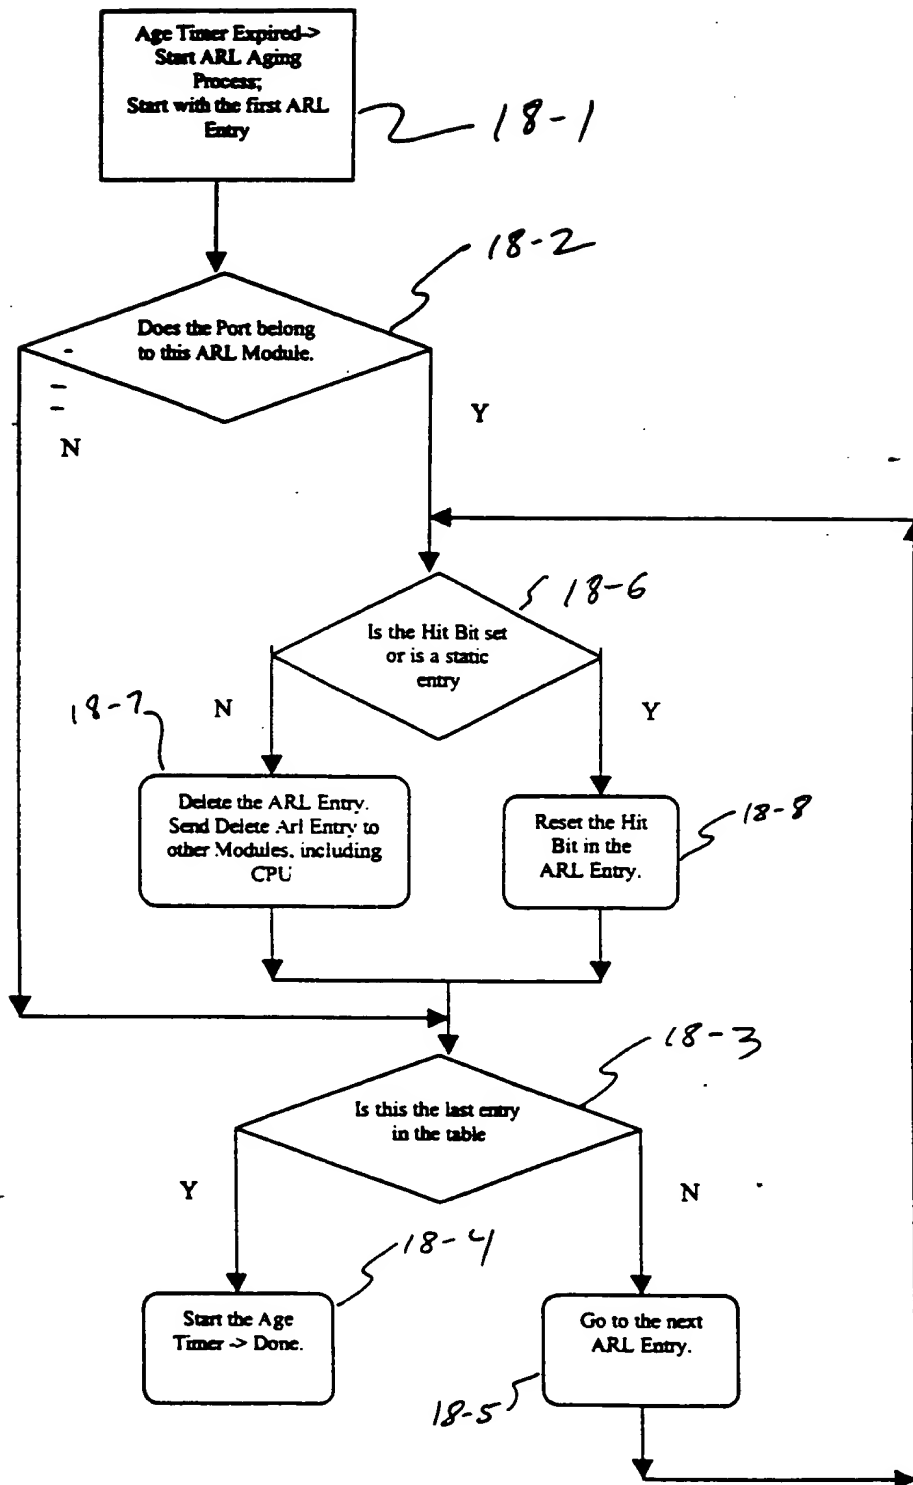 Age Timer Expired->
Start ARL Aging
Process;
Start with the first ARL
Entry
18-1
18-2
Does the Port belong
to this ARL Module.
N
Y
18-6
Is the Hit Bit set
or is a static
entry
N
Y
18-7
Delete the ARL Entry.
Send Delete Arl Entry to
other Modules, including
CPU
18-8
Reset the Hit
Bit in the
ARL Entry.
18-3
Is this the last entry
in the table
Y
N
18-4
Start the Age
Timer -> Done.
Go to the next
ARL Entry.
18-5